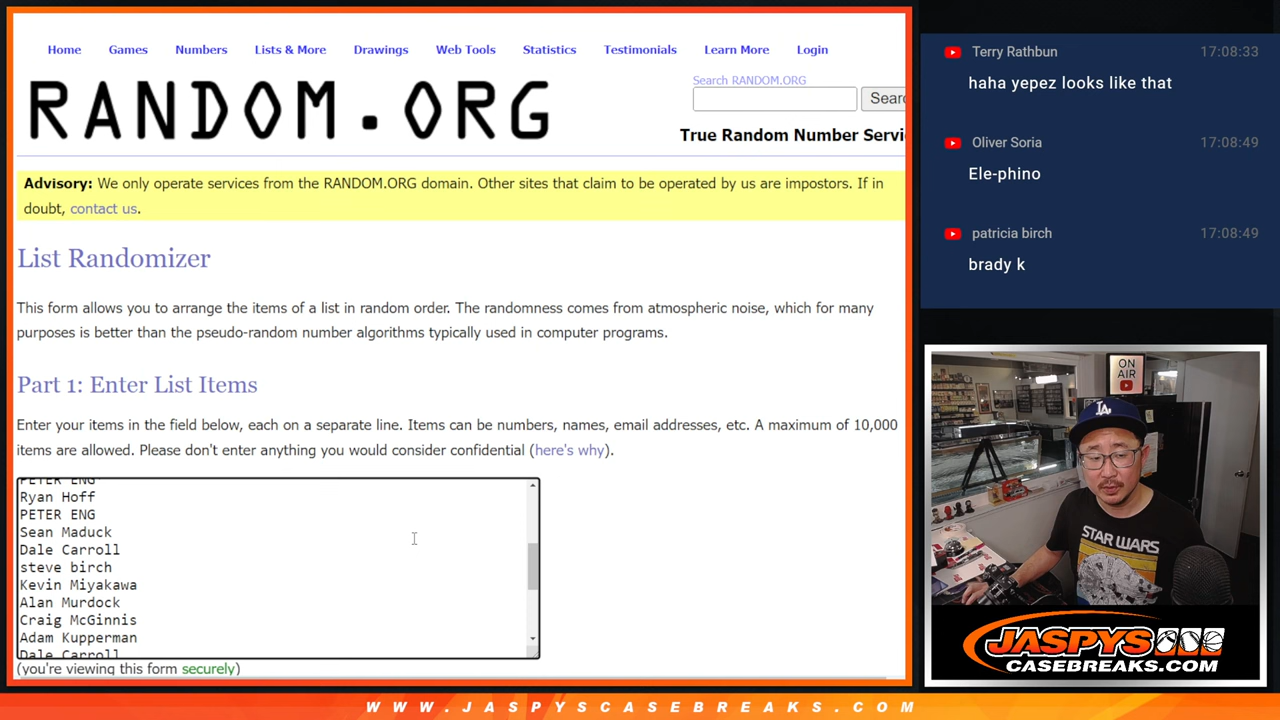 Home Games Numbers Lists & More Drawings Web Tools Statistics Testimonials Learn More Login
RANDOM.ORG
Search RANDOM.ORG
Sear
True Random Number Servi
Advisory: We only operate services from the RANDOM.ORG domain. Other sites that claim to be operated by us are impostors. If in
doubt, contact us.
List Randomizer
This form allows you to arrange the items of a list in random order. The randomness comes from atmospheric noise, which for many
purposes is better than the pseudo-random number algorithms typically used in computer programs.
Part 1: Enter List Items
Enter your items in the field below, each on a separate line. Items can be numbers, names, email addresses, etc. A maximum of 10,000
items are allowed. Please don't enter anything you would consider confidential (here's why).
PETER ENG
Ryan Hoff
PETER ENG
Sean Maduck
Dale Carroll
steve birch
Kevin Miyakawa
Alan Murdock
Craig McGinnis
Adam Kupperman
Dale Carroll
(you're viewing this form securely)
Terry Rathbun 17:08:33
haha yepez looks like that
Oliver Soria 17:08:49
Ele-phino
patricia birch 17:08:49
brady k
ON
AIR
LA
STAR WARS
JASPYS
CASEBREAKS.COM
WWW.JASPYSCASEBREAKS.COM